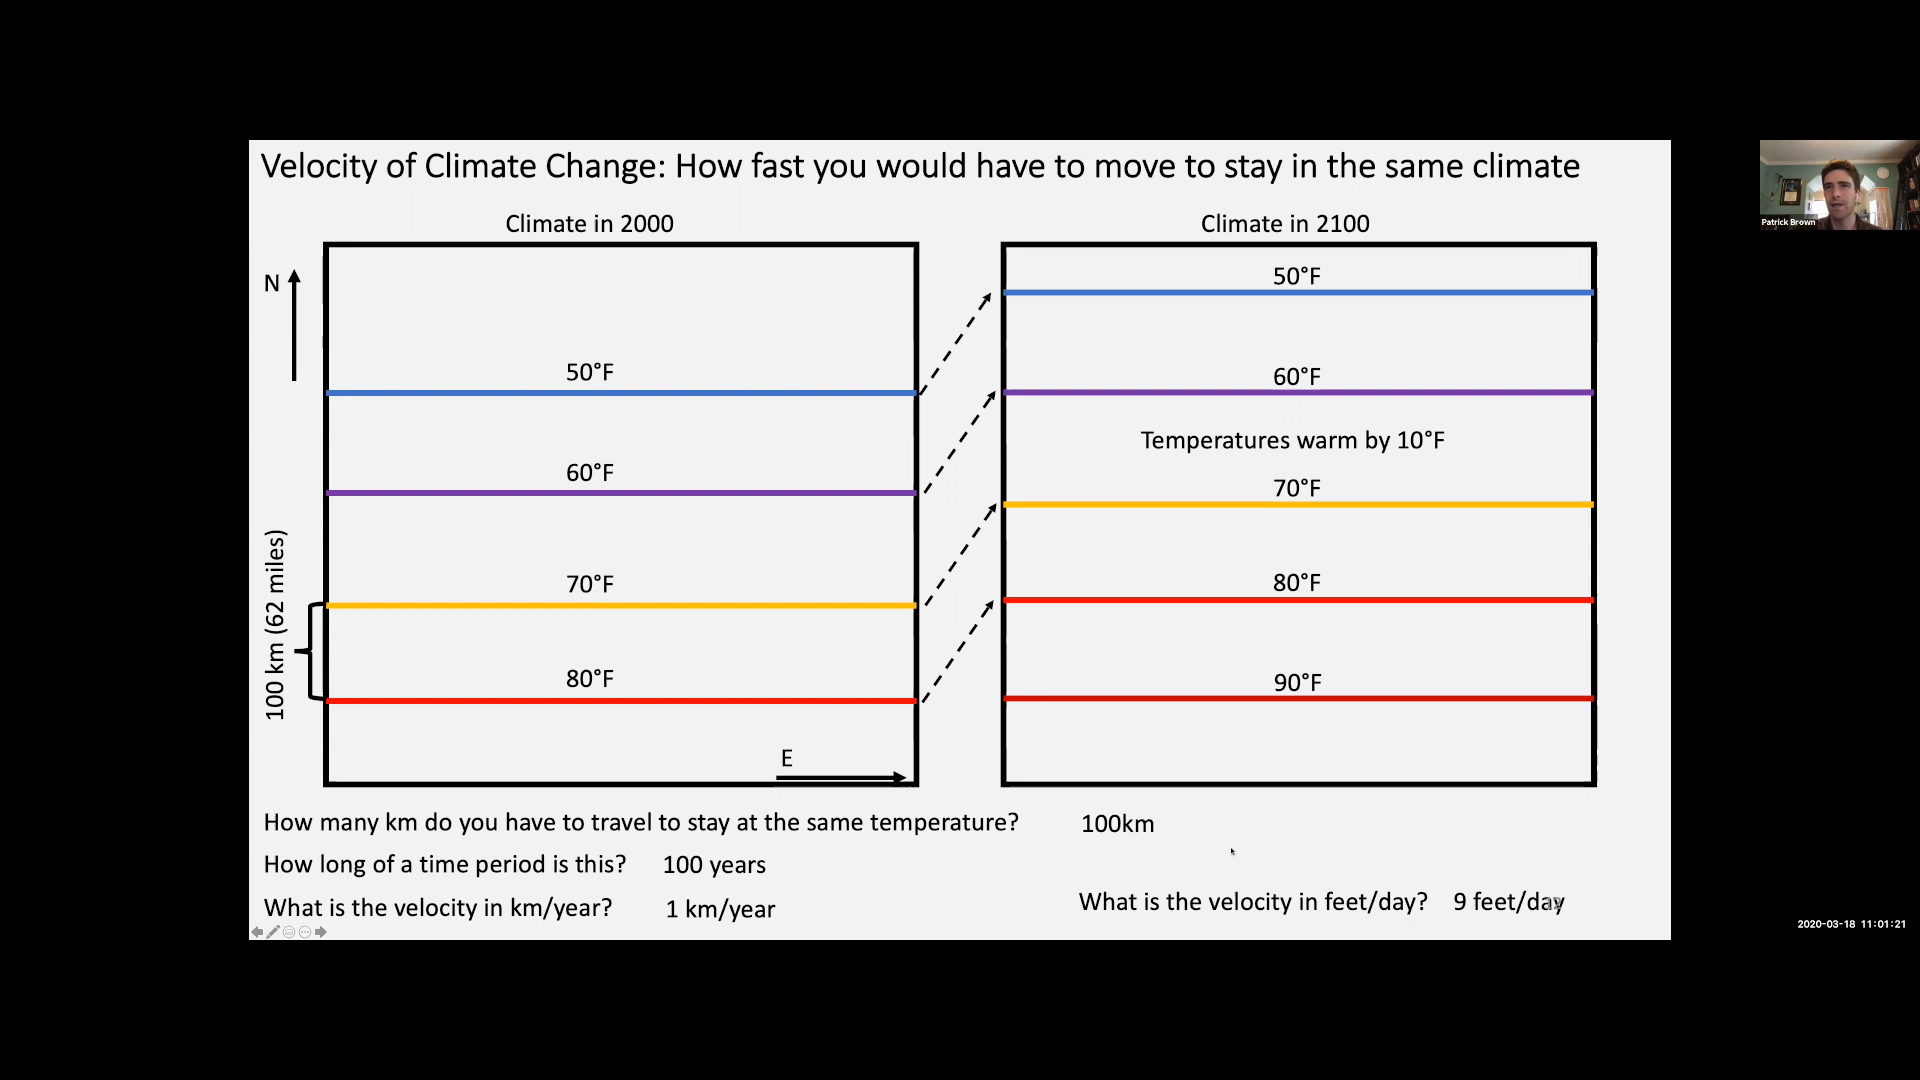 Velocity of Climate Change: How fast you would have to move to stay in the same climate
Climate in 2000
Climate in 2100
N
50°F
60°F
70°F
80°F
100 km (62 miles)
E
50°F
60°F
Temperatures warm by 10°F
70°F
80°F
90°F
How many km do you have to travel to stay at the same temperature? 100km
How long of a time period is this? 100 years
What is the velocity in km/year? 1 km/year
What is the velocity in feet/day? 9 feet/day
12
Patrick Brown
2020-03-18 11:01:21